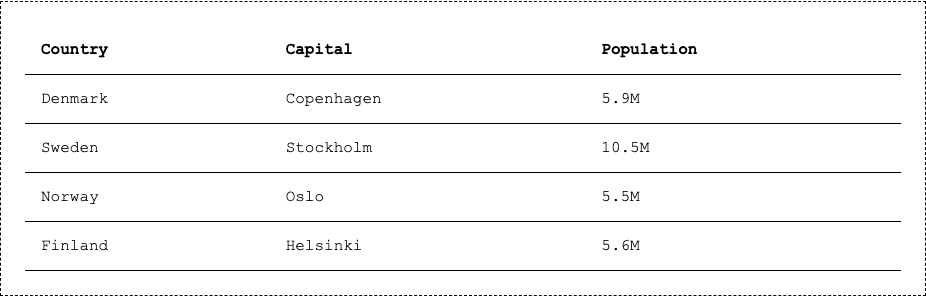 Country Capital Population
Denmark Copenhagen 5.9M
Sweden Stockholm 10.5M
Norway Oslo 5.5M
Finland Helsinki 5.6M